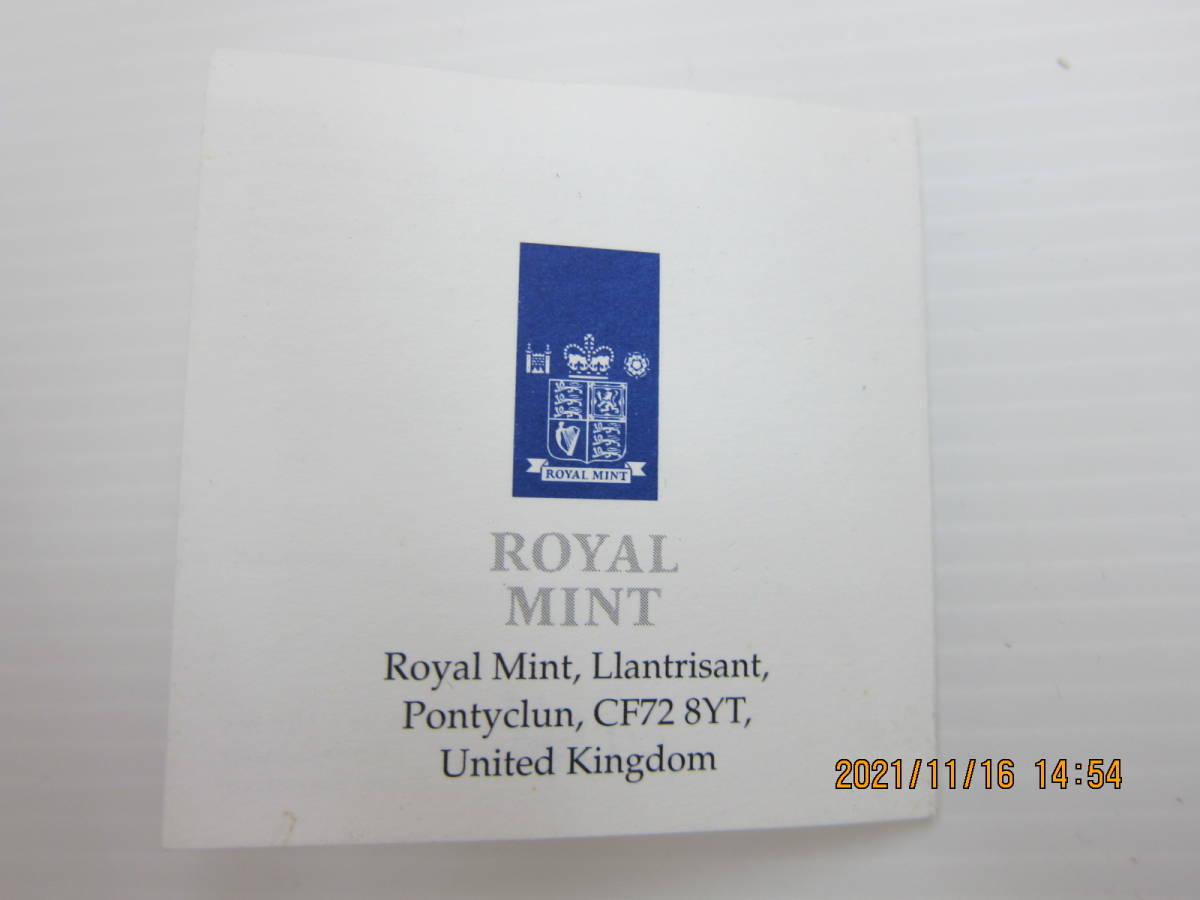 ROYAL MINT
ROYAL
MINT
Royal Mint, Llantrisant,
Pontyclun, CF72 8YT,
United Kingdom
2021/11/16 14:54